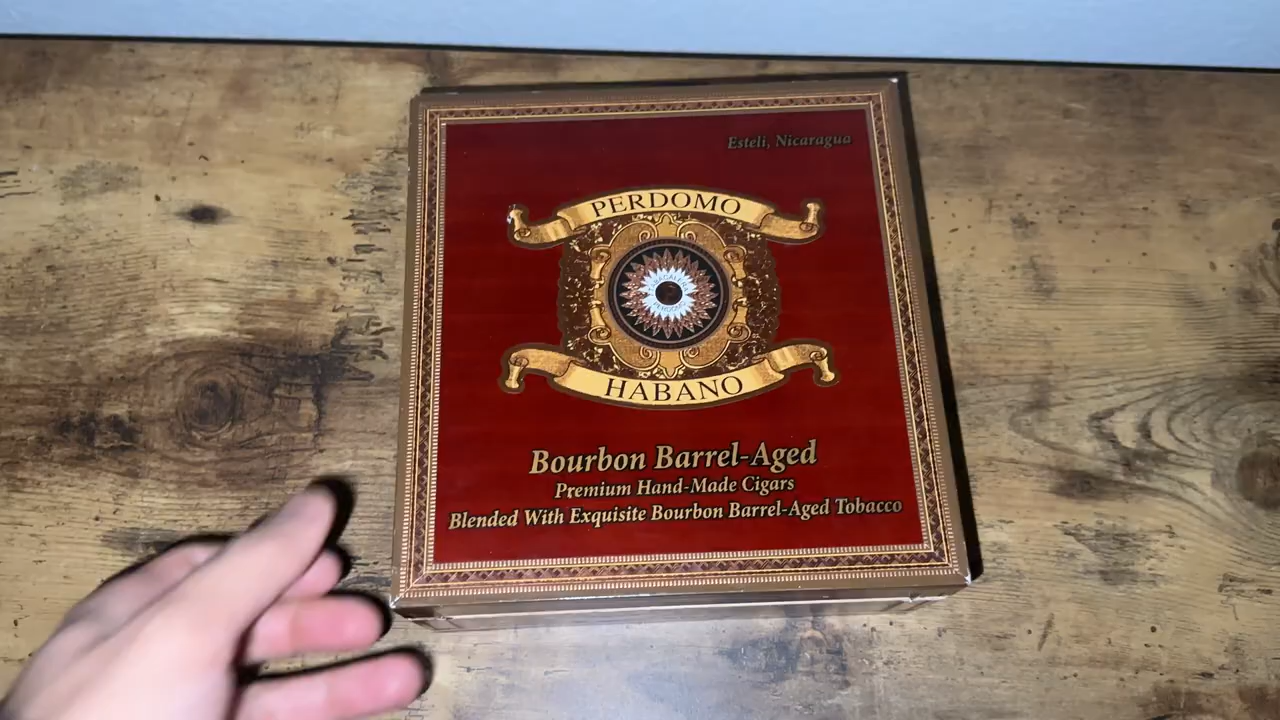 Esteli, Nicaragua
PERDOMO
HABANO
Bourbon Barrel-Aged
Premium Hand-Made Cigars
Blended With Exquisite Bourbon Barrel-Aged Tobacco